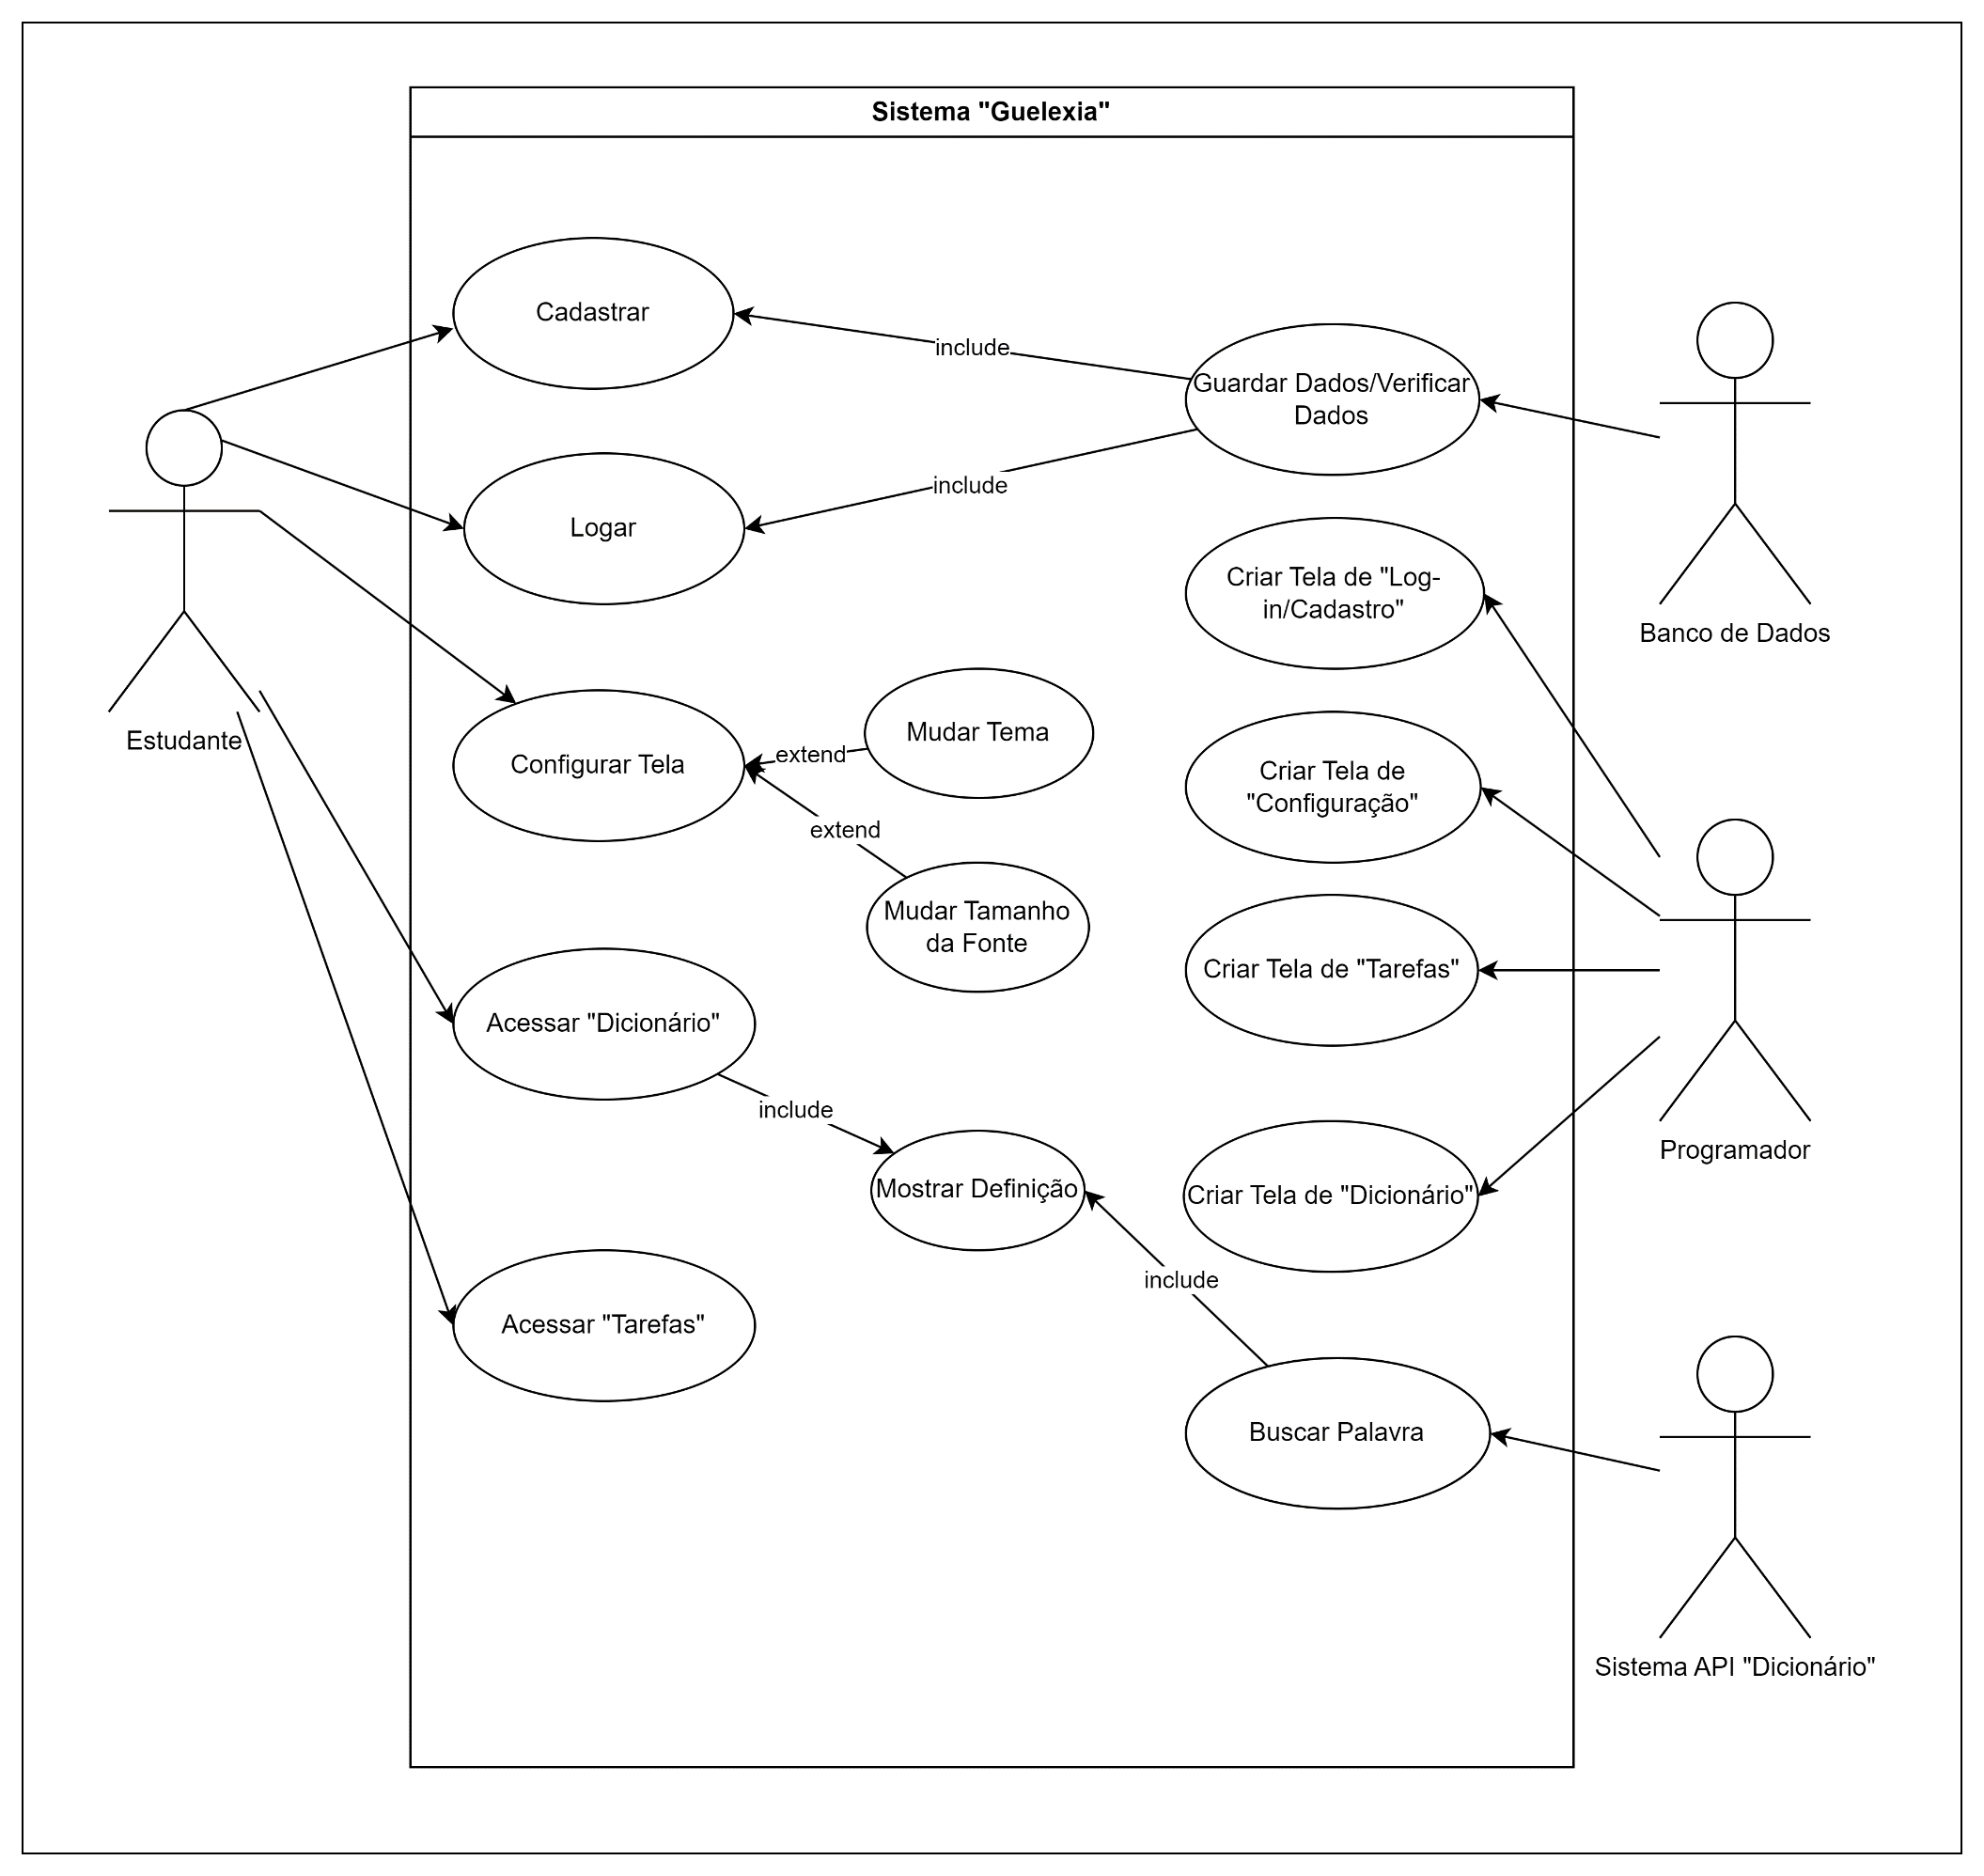 Sistema "Guelexia"
Cadastrar
include
Guardar Dados/Verificar
Dados
Logar
include
Criar Tela de "Log-
in/Cadastro"
Banco de Dados
Estudante
Configurar Tela
extend
Mudar Tema
extend
Criar Tela de
"Configuração"
Mudar Tamanho
da Fonte
Criar Tela de "Tarefas"
Acessar "Dicionário"
include
Programador
Mostrar Definição
Criar Tela de "Dicionário"
include
Acessar "Tarefas"
Buscar Palavra
Sistema API "Dicionário"